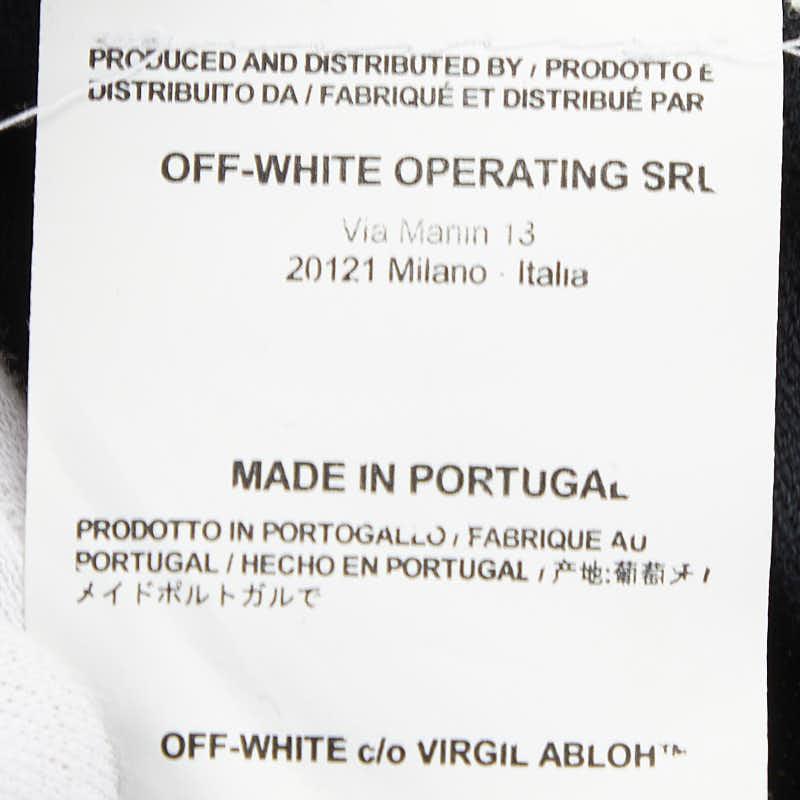 PRODUCED AND DISTRIBUTED BY / PRODOTTO E
DISTRIBUITO DA / FABRIQUÉ ET DISTRIBUÉ PAR
OFF-WHITE OPERATING SRL
Via Manin 13
20121 Milano - Italia
MADE IN PORTUGAL
PRODOTTO IN PORTOGALLO / FABRIQUE AU
PORTUGAL / HECHO EN PORTUGAL / 产地:葡萄牙 /
メイドポルトガルで
OFF-WHITE c/o VIRGIL ABLOH™